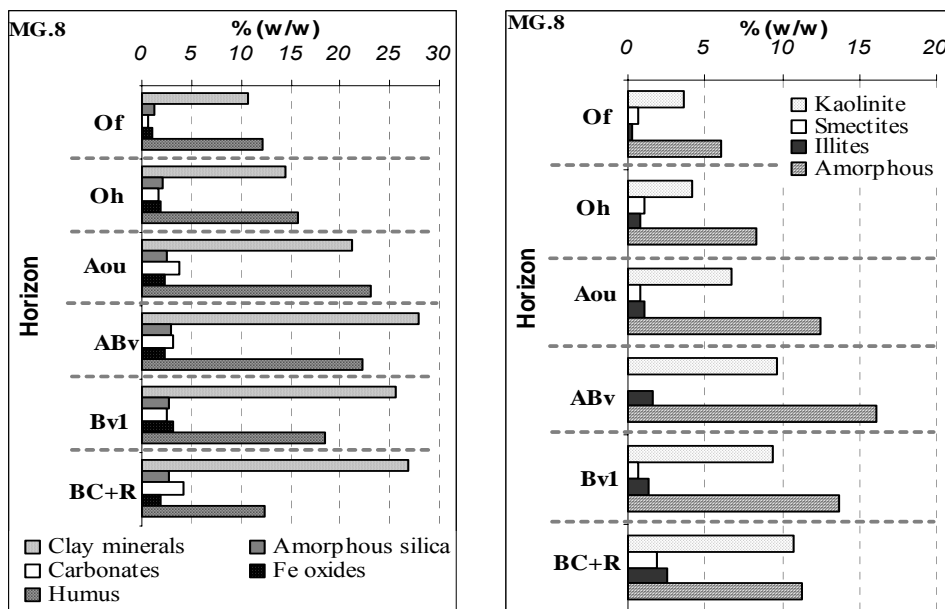 MG.8
% (w/w)
0 5 10 15 20 25 30
Horizon
Of
Oh
Aou
ABv
Bv1
BC+R
Clay minerals
Amorphous silica
Carbonates
Fe oxides
Humus
MG.8
% (w/w)
0 5 10 15 20
Kaolinite
Smectites
Illites
Amorphous
Horizon
Of
Oh
Aou
ABv
Bv1
BC+R